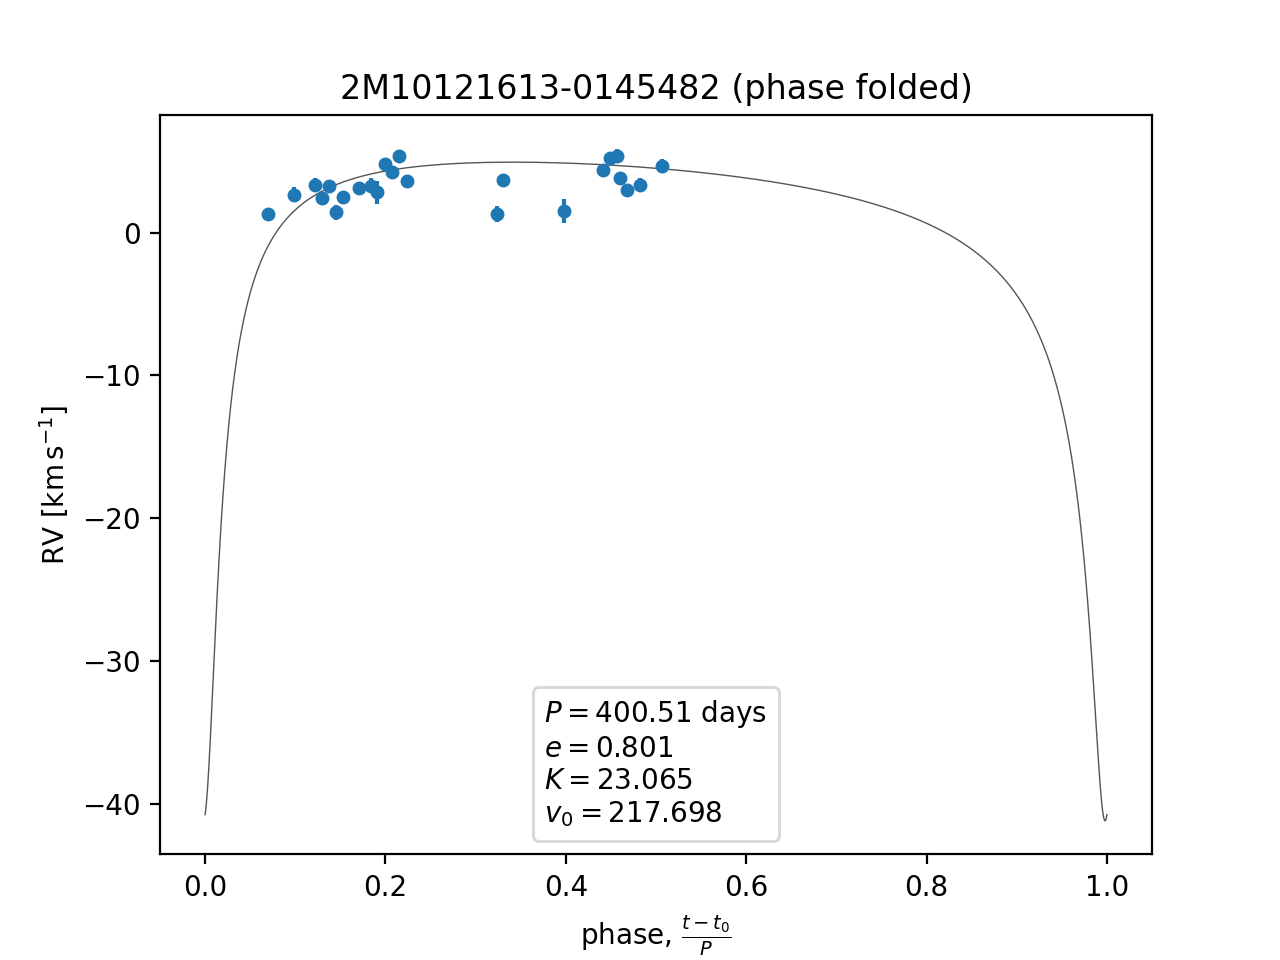 2M10121613-0145482 (phase folded)
0
−10
−20
−30
−40
RV [km s⁻¹]
P = 400.51 days
e = 0.801
K = 23.065
v₀ = 217.698
0.0 0.2 0.4 0.6 0.8 1.0
phase, (t − t₀)/P